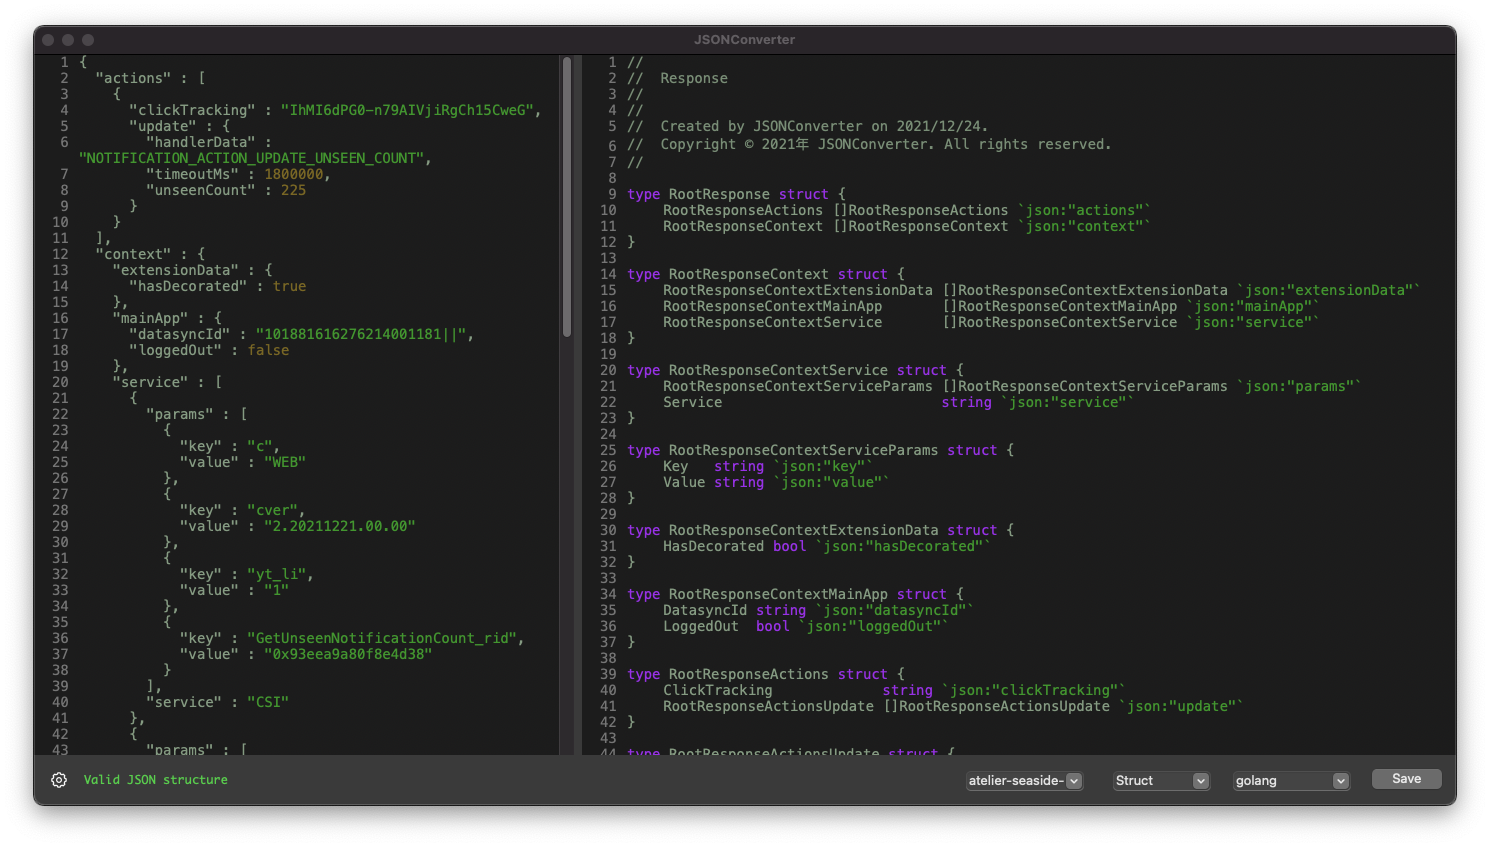 JSONConverter
1 {
2 "actions" : [
3 {
4 "clickTracking" : "IhMI6dPG0-n79AIVjiRgCh15CweG",
5 "update" : {
6 "handlerData" :
"NOTIFICATION_ACTION_UPDATE_UNSEEN_COUNT",
7 "timeoutMs" : 1800000,
8 "unseenCount" : 225
9 }
10 }
11 ],
12 "context" : {
13 "extensionData" : {
14 "hasDecorated" : true
15 },
16 "mainApp" : {
17 "datasyncId" : "101881616276214001181||",
18 "loggedOut" : false
19 },
20 "service" : [
21 {
22 "params" : [
23 {
24 "key" : "c",
25 "value" : "WEB"
26 },
27 {
28 "key" : "cver",
29 "value" : "2.20211221.00.00"
30 },
31 {
32 "key" : "yt_li",
33 "value" : "1"
34 },
35 {
36 "key" : "GetUnseenNotificationCount_rid",
37 "value" : "0x93eea9a80f8e4d38"
38 }
39 ],
40 "service" : "CSI"
41 },
42 {
43 "params" : [
1 //
2 // Response
3 //
4 //
5 // Created by JSONConverter on 2021/12/24.
6 // Copyright © 2021年 JSONConverter. All rights reserved.
7 //
8
9 type RootResponse struct {
10 RootResponseActions []RootResponseActions `json:"actions"`
11 RootResponseContext []RootResponseContext `json:"context"`
12 }
13
14 type RootResponseContext struct {
15 RootResponseContextExtensionData []RootResponseContextExtensionData `json:"extensionData"`
16 RootResponseContextMainApp []RootResponseContextMainApp `json:"mainApp"`
17 RootResponseContextService []RootResponseContextService `json:"service"`
18 }
19
20 type RootResponseContextService struct {
21 RootResponseContextServiceParams []RootResponseContextServiceParams `json:"params"`
22 Service string `json:"service"`
23 }
24
25 type RootResponseContextServiceParams struct {
26 Key string `json:"key"`
27 Value string `json:"value"`
28 }
29
30 type RootResponseContextExtensionData struct {
31 HasDecorated bool `json:"hasDecorated"`
32 }
33
34 type RootResponseContextMainApp struct {
35 DatasyncId string `json:"datasyncId"`
36 LoggedOut bool `json:"loggedOut"`
37 }
38
39 type RootResponseActions struct {
40 ClickTracking string `json:"clickTracking"`
41 RootResponseActionsUpdate []RootResponseActionsUpdate `json:"update"`
42 }
43
44 type RootResponseActionsUpdate struct {
Valid JSON structure
atelier-seaside-
Struct
golang
Save